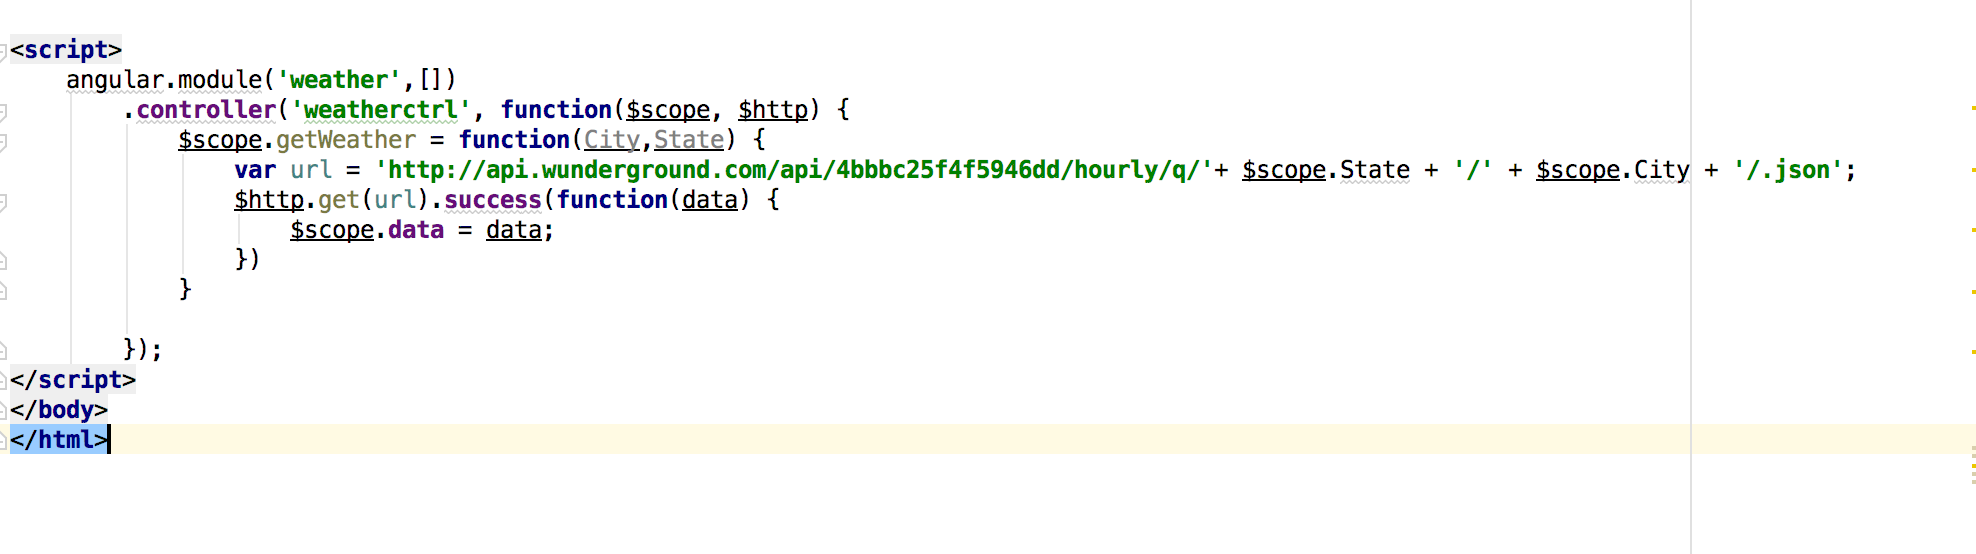 <script>
angular.module('weather',[])
.controller('weatherctrl', function($scope, $http) {
$scope.getWeather = function(City,State) {
var url = 'http://api.wunderground.com/api/4bbbc25f4f5946dd/hourly/q/'+ $scope.State + '/' + $scope.City + '/.json';
$http.get(url).success(function(data) {
$scope.data = data;
})
}
});
</script>
</body>
</html>